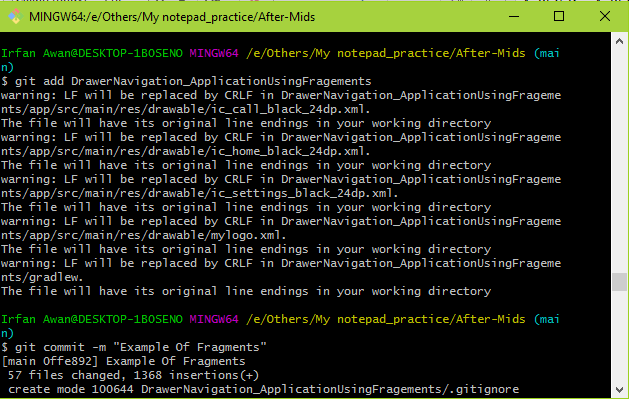 MINGW64:/e/Others/My notepad_practice/After-Mids
Irfan Awan@DESKTOP-1BOSENO MINGW64 /e/Others/My notepad_practice/After-Mids (mai
n)
$ git add DrawerNavigation_ApplicationUsingFragements
warning: LF will be replaced by CRLF in DrawerNavigation_ApplicationUsingFrageme
nts/app/src/main/res/drawable/ic_call_black_24dp.xml.
The file will have its original line endings in your working directory
warning: LF will be replaced by CRLF in DrawerNavigation_ApplicationUsingFrageme
nts/app/src/main/res/drawable/ic_home_black_24dp.xml.
The file will have its original line endings in your working directory
warning: LF will be replaced by CRLF in DrawerNavigation_ApplicationUsingFrageme
nts/app/src/main/res/drawable/ic_settings_black_24dp.xml.
The file will have its original line endings in your working directory
warning: LF will be replaced by CRLF in DrawerNavigation_ApplicationUsingFrageme
nts/app/src/main/res/drawable/mylogo.xml.
The file will have its original line endings in your working directory
warning: LF will be replaced by CRLF in DrawerNavigation_ApplicationUsingFrageme
nts/gradlew.
The file will have its original line endings in your working directory
Irfan Awan@DESKTOP-1BOSENO MINGW64 /e/Others/My notepad_practice/After-Mids (mai
n)
$ git commit -m "Example Of Fragments"
[main 0ffe892] Example Of Fragments
57 files changed, 1368 insertions(+)
create mode 100644 DrawerNavigation_ApplicationUsingFragements/.gitignore